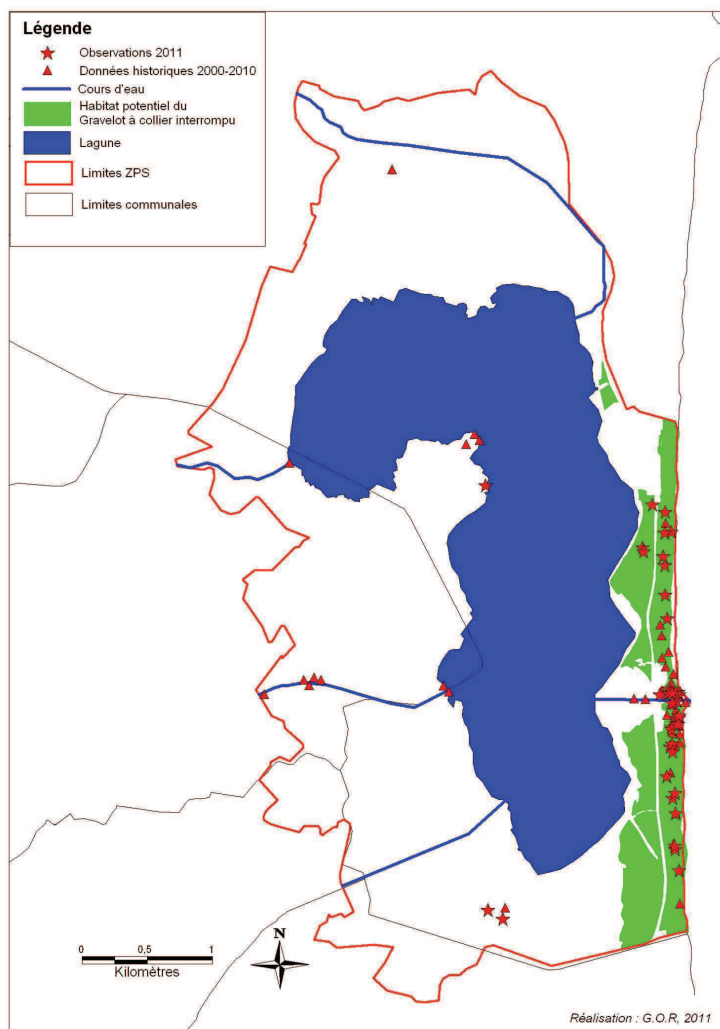 Légende
Observations 2011
Données historiques 2000-2010
Cours d'eau
Habitat potentiel du
Gravelot à collier interrompu
Lagune
Limites ZPS
Limites communales
N
0 0,5 1
Kilomètres
Réalisation : G.O.R, 2011